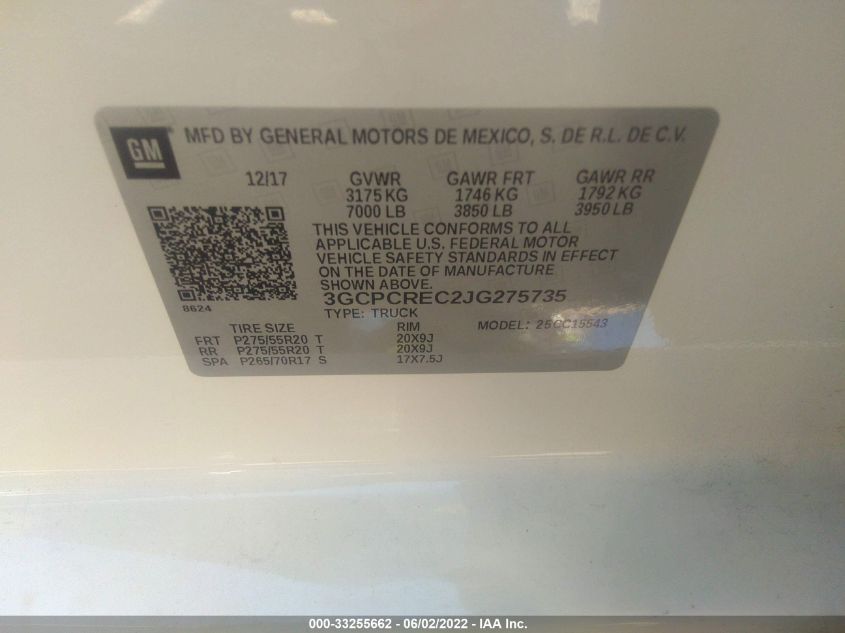 GM
MFD BY GENERAL MOTORS DE MEXICO, S. DE R.L. DE C.V.
12/17 GVWR GAWR FRT GAWR RR
3175 KG 1746 KG 1792 KG
7000 LB 3850 LB 3950 LB
THIS VEHICLE CONFORMS TO ALL
APPLICABLE U.S. FEDERAL MOTOR
VEHICLE SAFETY STANDARDS IN EFFECT
ON THE DATE OF MANUFACTURE
SHOWN ABOVE.
8624
3GCPCREC2JG275735
TYPE: TRUCK MODEL: 25CC15543
TIRE SIZE RIM
FRT P275/55R20 T 20X9J
RR P275/55R20 T 20X9J
SPA P265/70R17 S 17X7.5J
000-33255662 - 06/02/2022 - IAA Inc.